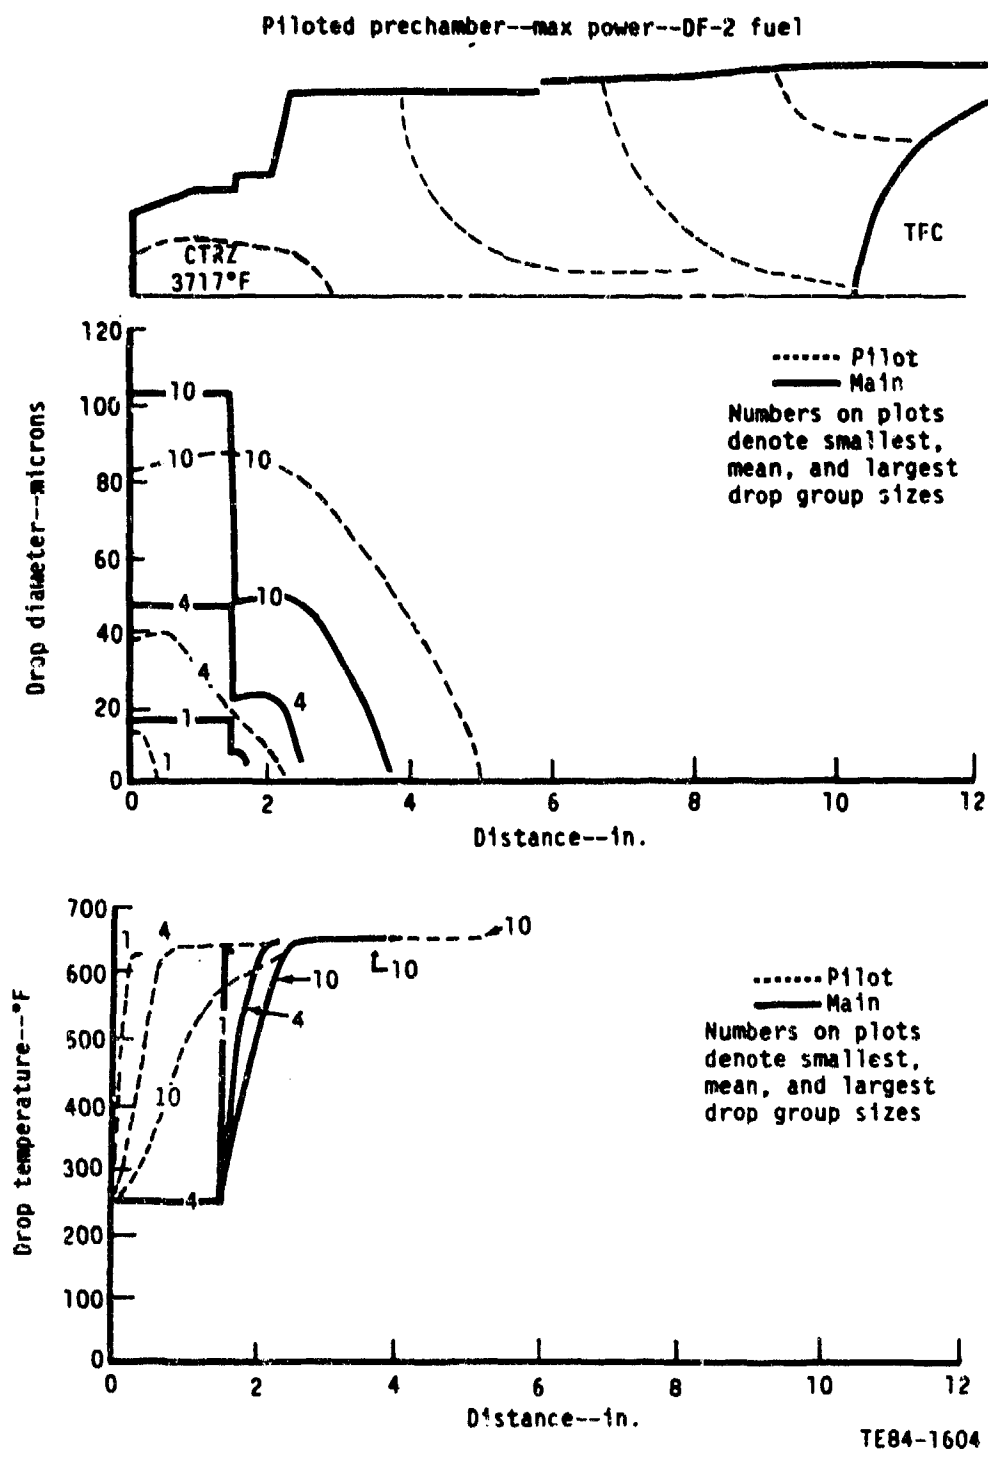 Piloted prechamber--max power--DF-2 fuel
CTRZ
3717°F
TFC
120
100
80
60
40
20
0
Drop diameter--microns
10
10
10
4
10
4
4
1
1
Pilot
Main
Numbers on plots
denote smallest,
mean, and largest
drop group sizes
0 2 4 6 8 10 12
Distance--in.
700
600
500
400
300
200
100
0
Drop temperature--°F
1
4
10
10
10
4
1
10
4
Pilot
Main
Numbers on plots
denote smallest,
mean, and largest
drop group sizes
0 2 4 6 8 10 12
Distance--in.
TE84-1604